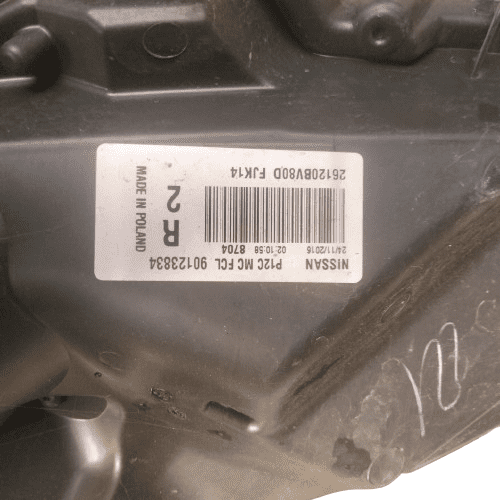 NISSAN P12C MC FCL 90123834
24/11/2016 02:10:58 8704
R
2
MADE IN POLAND
26120BV80D FJK14